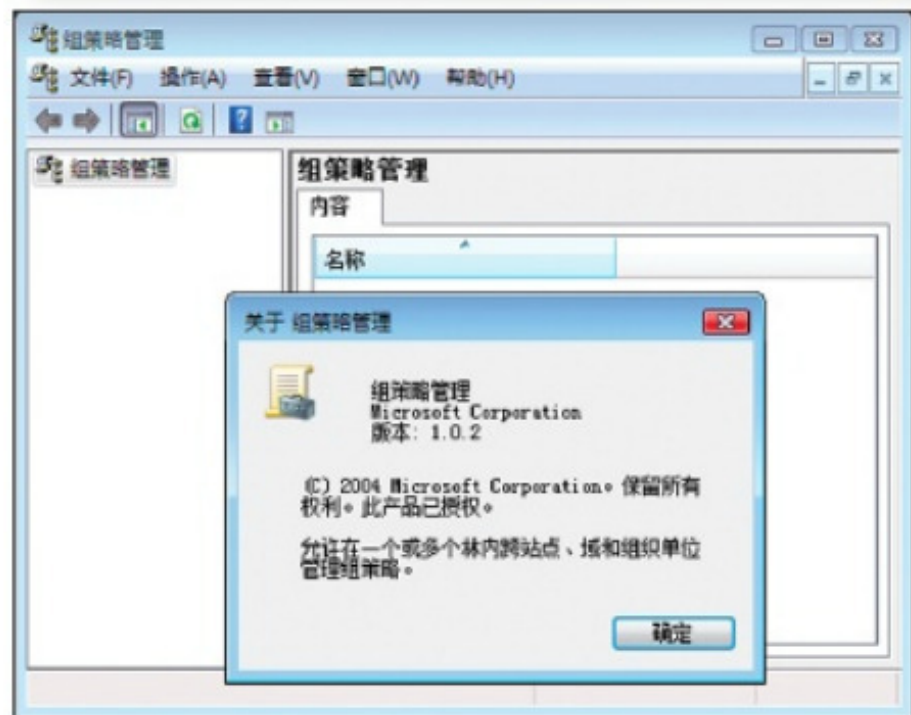 组策略管理
文件(F) 操作(A) 查看(V) 窗口(W) 帮助(H)
组策略管理
组策略管理
内容
名称
关于 组策略管理
组策略管理
Microsoft Corporation
版本: 1.0.2
(C) 2004 Microsoft Corporation。保留所有
权利。此产品已授权。
允许在一个或多个林内跨站点、域和组织单位
管理组策略。
确定